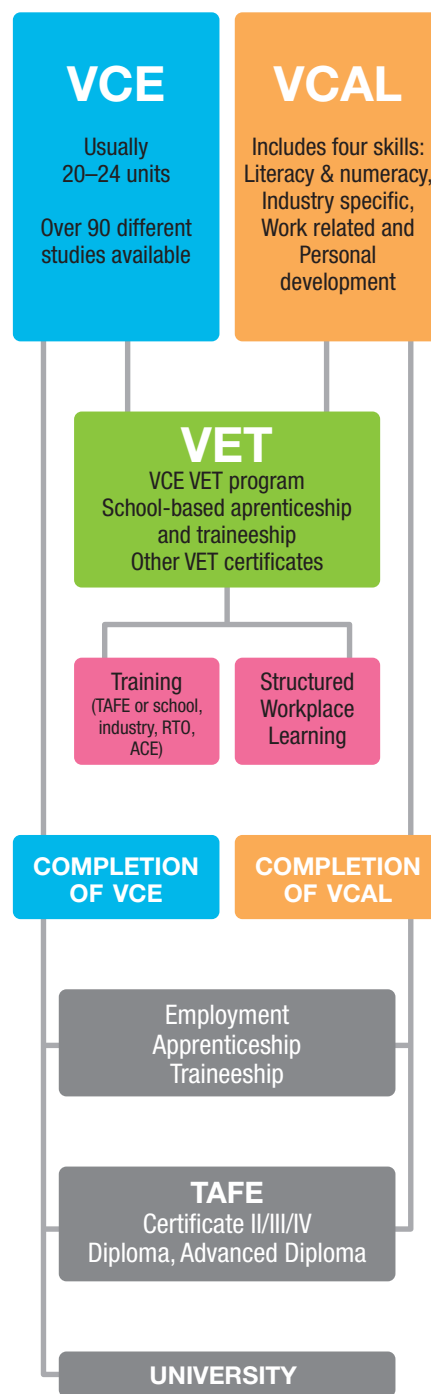 VCE
Usually
20–24 units
Over 90 different
studies available
VCAL
Includes four skills:
Literacy & numeracy,
Industry specific,
Work related and
Personal
development
VET
VCE VET program
School-based aprenticeship
and traineeship
Other VET certificates
Training
(TAFE or school,
industry, RTO,
ACE)
Structured
Workplace
Learning
COMPLETION
OF VCE
COMPLETION
OF VCAL
Employment
Apprenticeship
Traineeship
TAFE
Certificate II/III/IV
Diploma, Advanced Diploma
UNIVERSITY